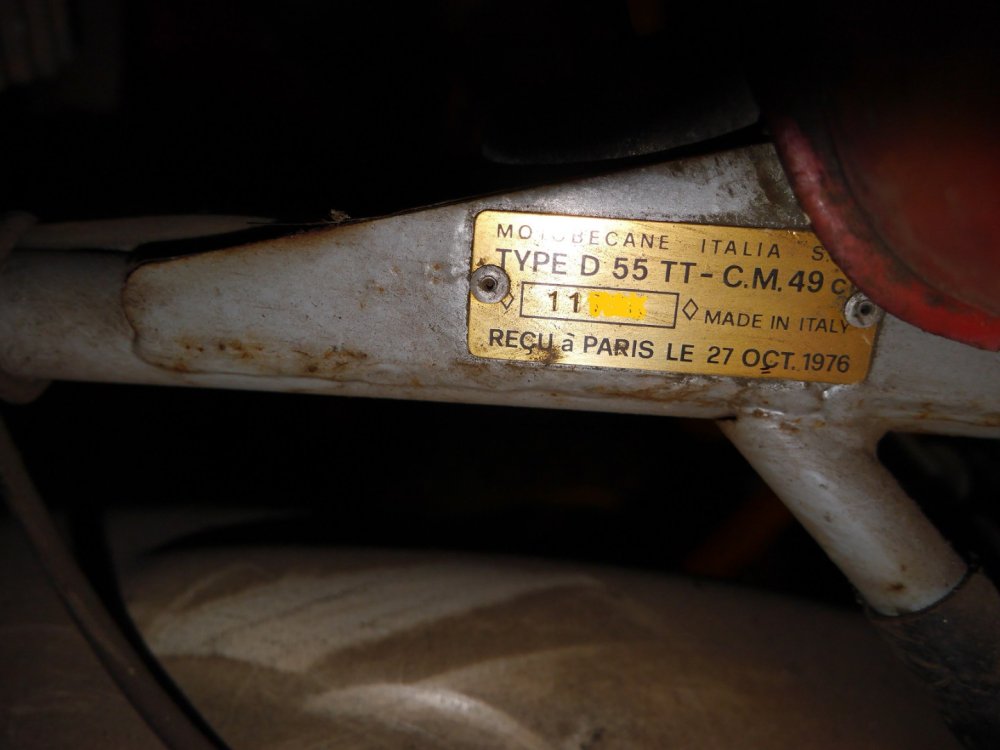 MOTOBECANE ITALIA S.
TYPE D 55 TT - C.M. 49 c
11
MADE IN ITALY
REÇU à PARIS LE 27 OCT. 1976